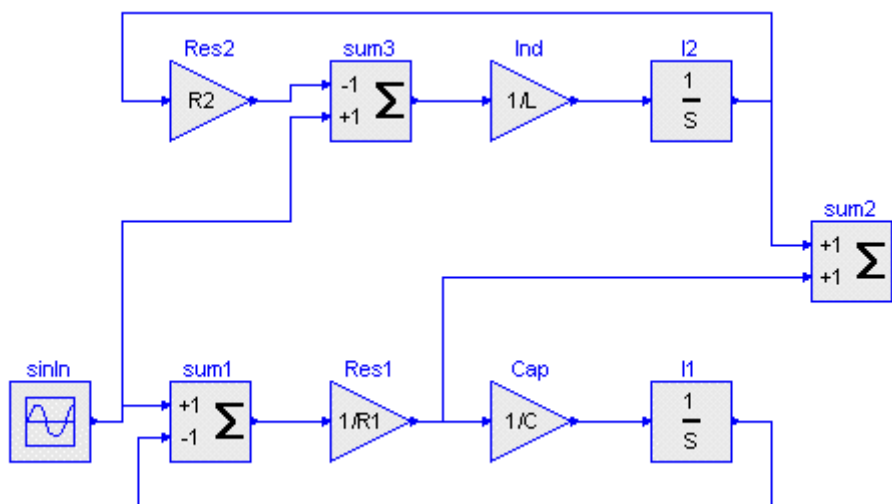 Res2
sum3
Ind
I2
R2
-1
+1
Σ
1/L
1
S
sum2
+1
+1
Σ
sinIn
sum1
Res1
Cap
I1
+1
-1
Σ
1/R1
1/C
1
S